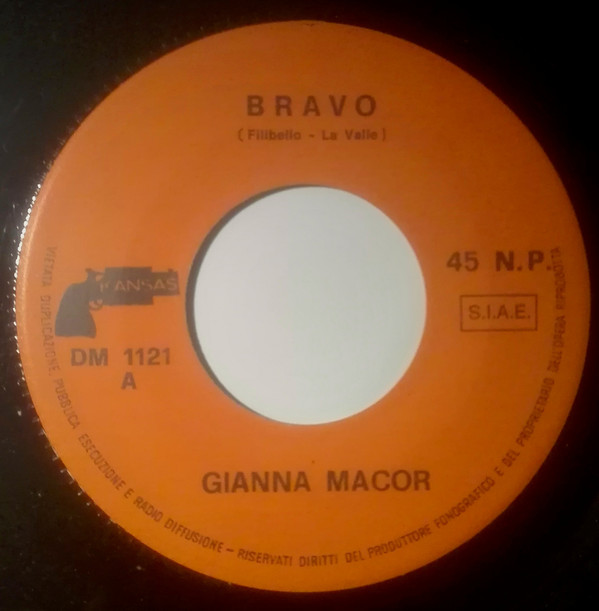 BRAVO
(Filibello - La Valle)
KANSAS
45 N.P.
S.I.A.E.
DM 1121
A
GIANNA MACOR
VIETATA DUPLICAZIONE, PUBBLICA ESECUZIONE E RADIO DIFFUSIONE - RISERVATI DIRITTI DEL PRODUTTORE FONOGRAFICO E DEL PROPRIETARIO DELL'OPERA RIPRODOTTA